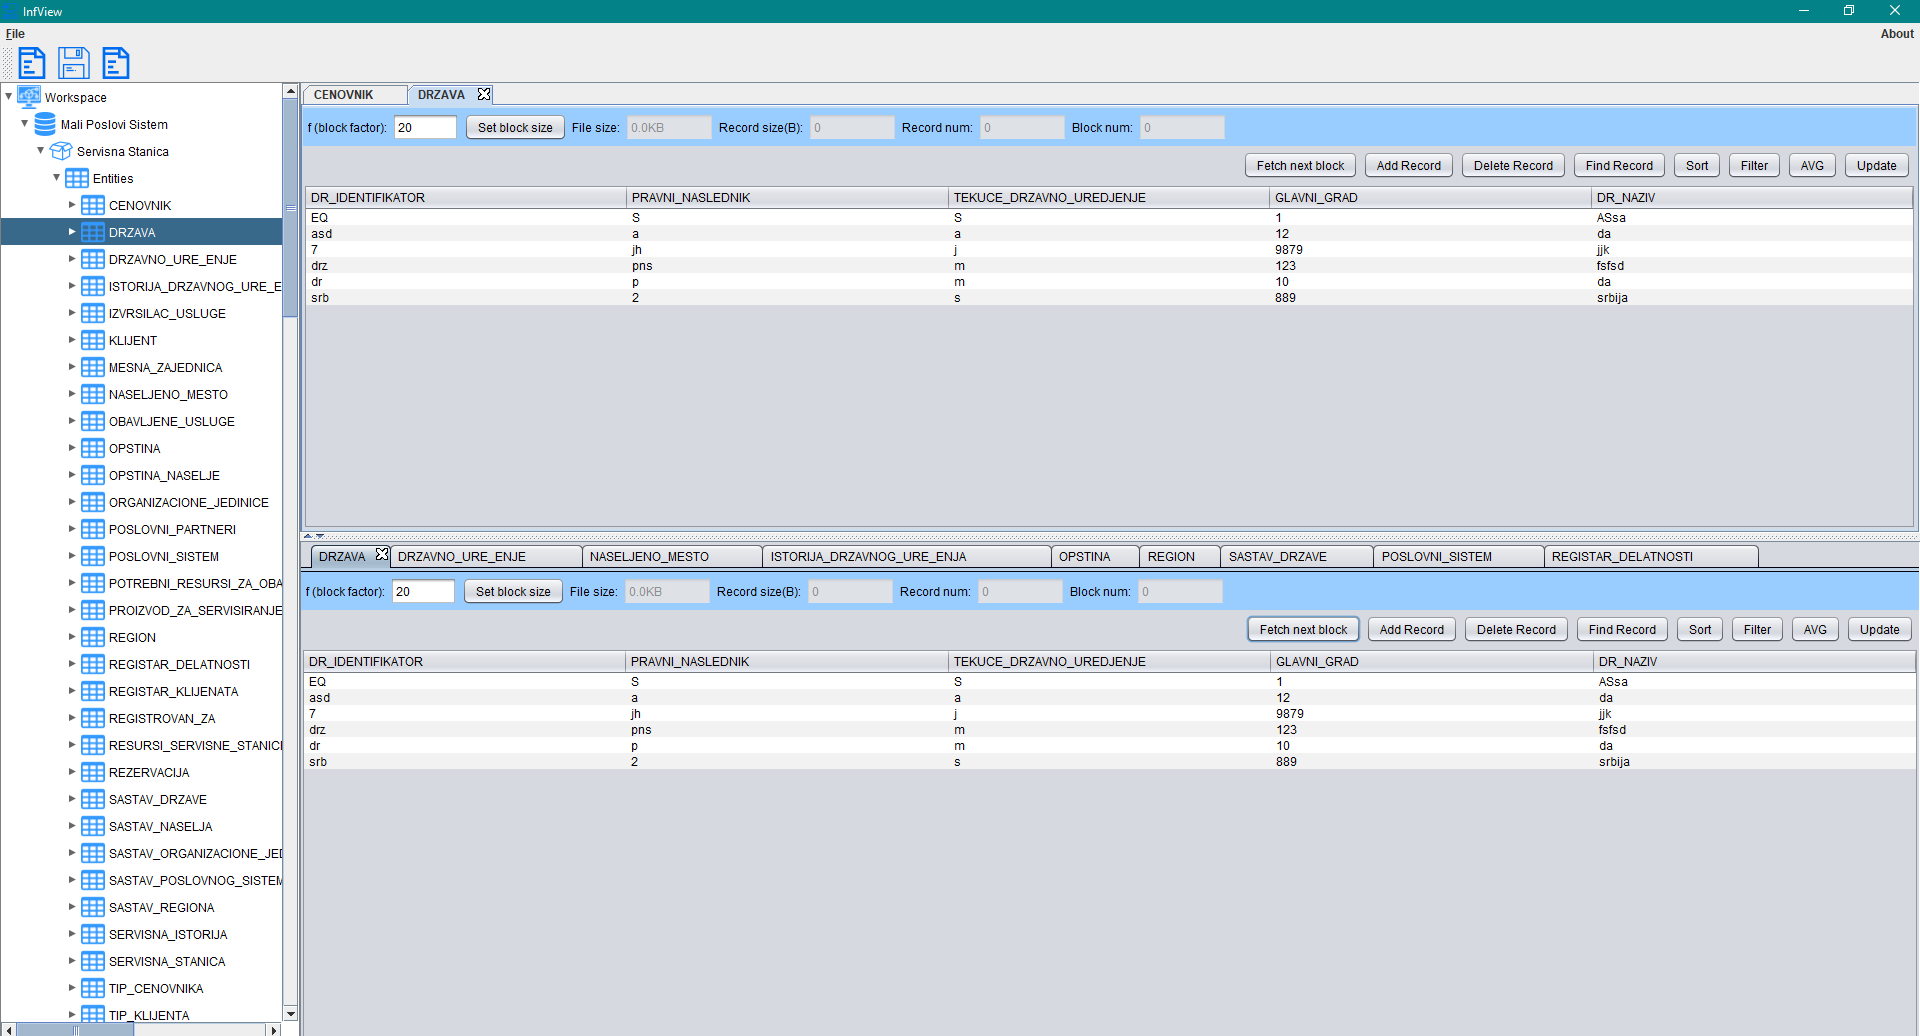 InfView
File About
Workspace
Mali Poslovi Sistem
Servisna Stanica
Entities
CENOVNIK
DRZAVA
DRZAVNO_URE_ENJE
ISTORIJA_DRZAVNOG_URE_E
IZVRSILAC_USLUGE
KLIJENT
MESNA_ZAJEDNICA
NASELJENO_MESTO
OBAVLJENE_USLUGE
OPSTINA
OPSTINA_NASELJE
ORGANIZACIONE_JEDINICE
POSLOVNI_PARTNERI
POSLOVNI_SISTEM
POTREBNI_RESURSI_ZA_OBA
PROIZVOD_ZA_SERVISIRANJE
REGION
REGISTAR_DELATNOSTI
REGISTAR_KLIJENATA
REGISTROVAN_ZA
RESURSI_SERVISNE_STANICI
REZERVACIJA
SASTAV_DRZAVE
SASTAV_NASELJA
SASTAV_ORGANIZACIONE_JED
SASTAV_POSLOVNOG_SISTEM
SASTAV_REGIONA
SERVISNA_ISTORIJA
SERVISNA_STANICA
TIP_CENOVNIKA
TIP_KLIJENTA
CENOVNIK DRZAVA
f (block factor): 20 Set block size File size: 0.0KB Record size(B): 0 Record num: 0 Block num: 0
Fetch next block Add Record Delete Record Find Record Sort Filter AVG Update
DR_IDENTIFIKATOR PRAVNI_NASLEDNIK TEKUCE_DRZAVNO_UREDJENJE GLAVNI_GRAD DR_NAZIV
EQ S S 1 ASsa
asd a a 12 da
7 jh j 9879 jjk
drz pns m 123 fsfsd
dr p m 10 da
srb 2 s 889 srbija
DRZAVA DRZAVNO_URE_ENJE NASELJENO_MESTO ISTORIJA_DRZAVNOG_URE_ENJA OPSTINA REGION SASTAV_DRZAVE POSLOVNI_SISTEM REGISTAR_DELATNOSTI
f (block factor): 20 Set block size File size: 0.0KB Record size(B): 0 Record num: 0 Block num: 0
Fetch next block Add Record Delete Record Find Record Sort Filter AVG Update
DR_IDENTIFIKATOR PRAVNI_NASLEDNIK TEKUCE_DRZAVNO_UREDJENJE GLAVNI_GRAD DR_NAZIV
EQ S S 1 ASsa
asd a a 12 da
7 jh j 9879 jjk
drz pns m 123 fsfsd
dr p m 10 da
srb 2 s 889 srbija